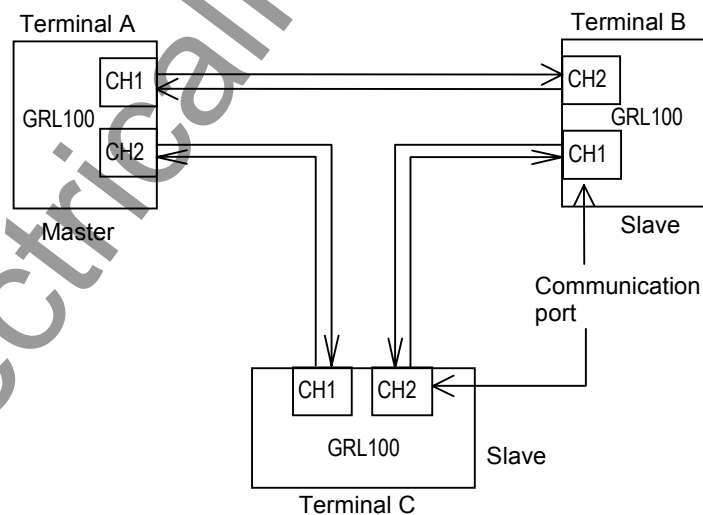 Terminal A
Terminal B
CH1
CH2
GRL100
GRL100
CH2
CH1
Master
Slave
Communication
port
CH1
CH2
GRL100
Slave
Terminal C